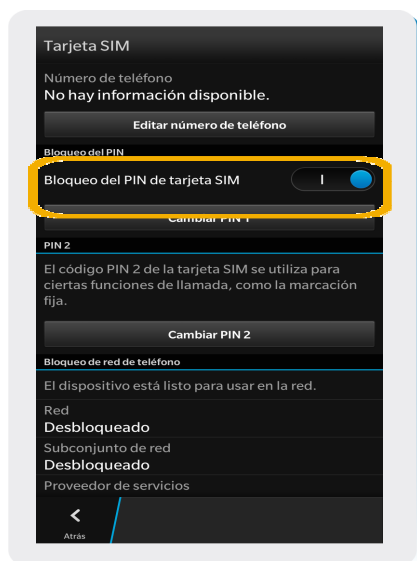 Tarjeta SIM
Número de teléfono
No hay información disponible.
Editar número de teléfono
Bloqueo del PIN
Bloqueo del PIN de tarjeta SIM
Cambiar PIN 1
PIN 2
El código PIN 2 de la tarjeta SIM se utiliza para
ciertas funciones de llamada, como la marcación
fija.
Cambiar PIN 2
Bloqueo de red de teléfono
El dispositivo está listo para usar en la red.
Red
Desbloqueado
Subconjunto de red
Desbloqueado
Proveedor de servicios
Atrás